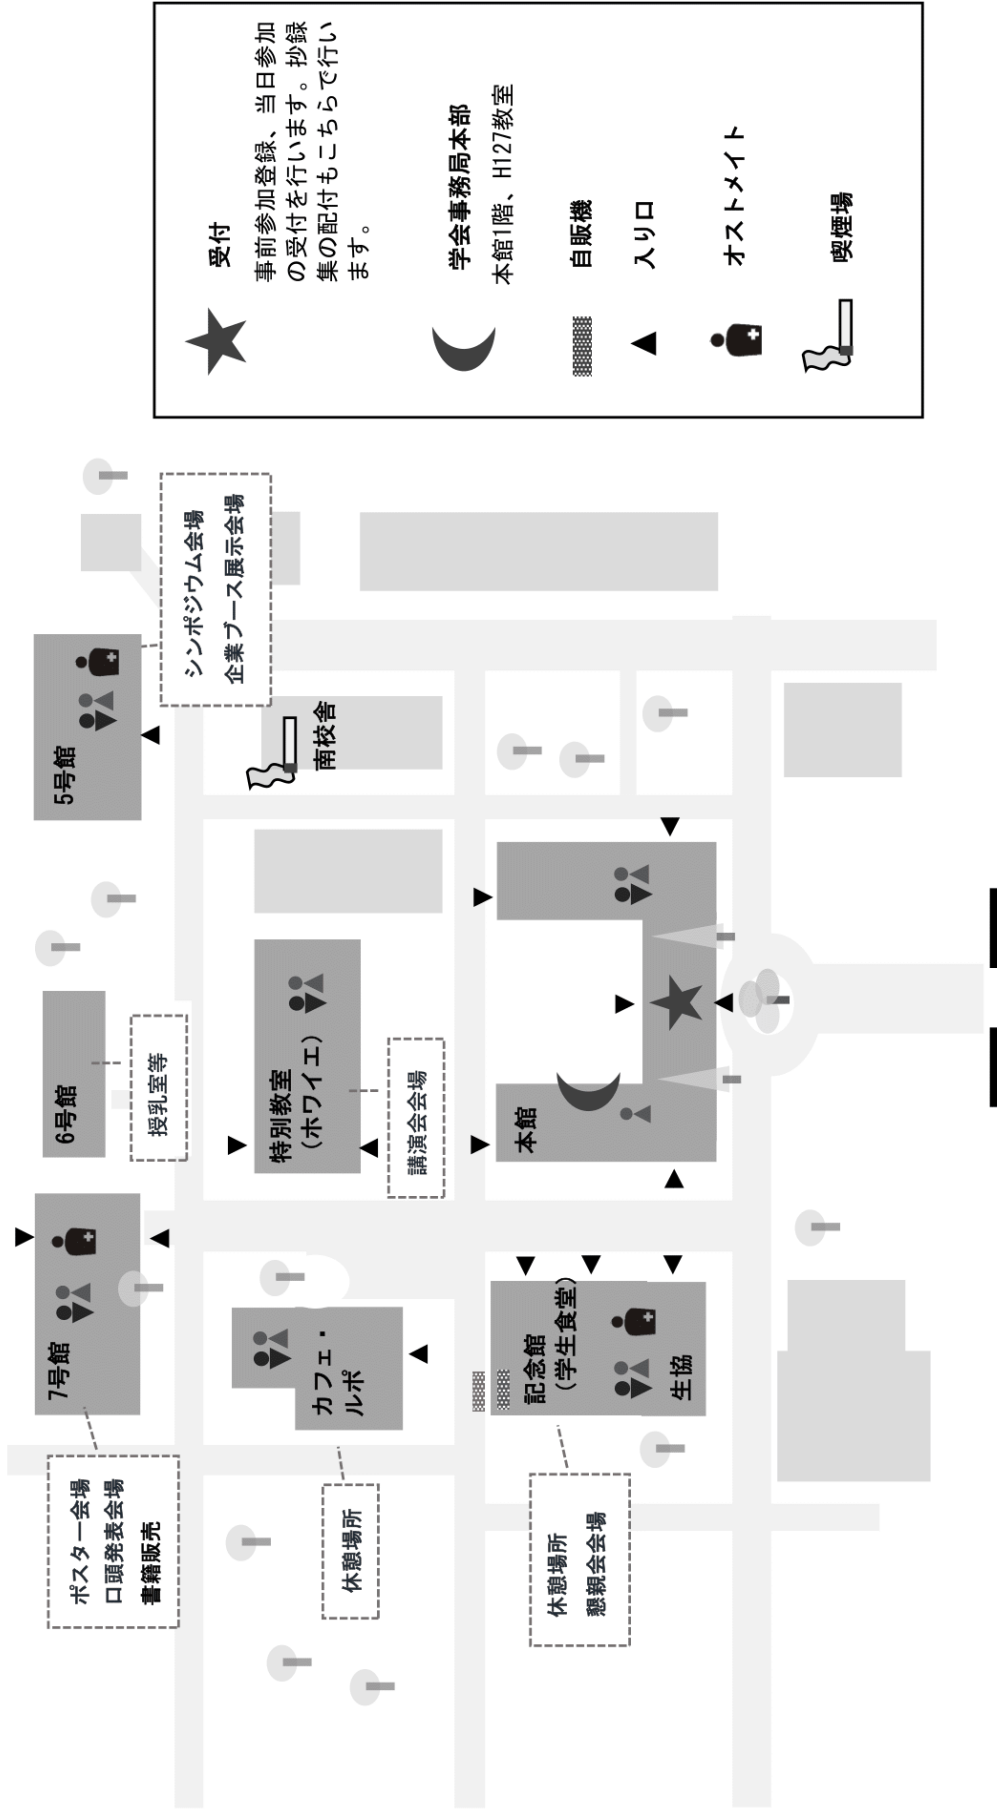 ポスター会場
口頭発表会場
書籍販売
7号館
6号館
授乳室等
5号館
シンポジウム会場
企業ブース展示会場
休憩場所
カフェ・
ルポ
特別教室
(ホワイエ)
講演会会場
南校舎
休憩場所
懇親会会場
記念館
(学生食堂)
生協
本館
受付
事前参加登録、当日参加
の受付を行います。抄録
集の配付もこちらで行い
ます。
学会事務局本部
本館1階、H127教室
自販機
入り口
オストメイト
喫煙場